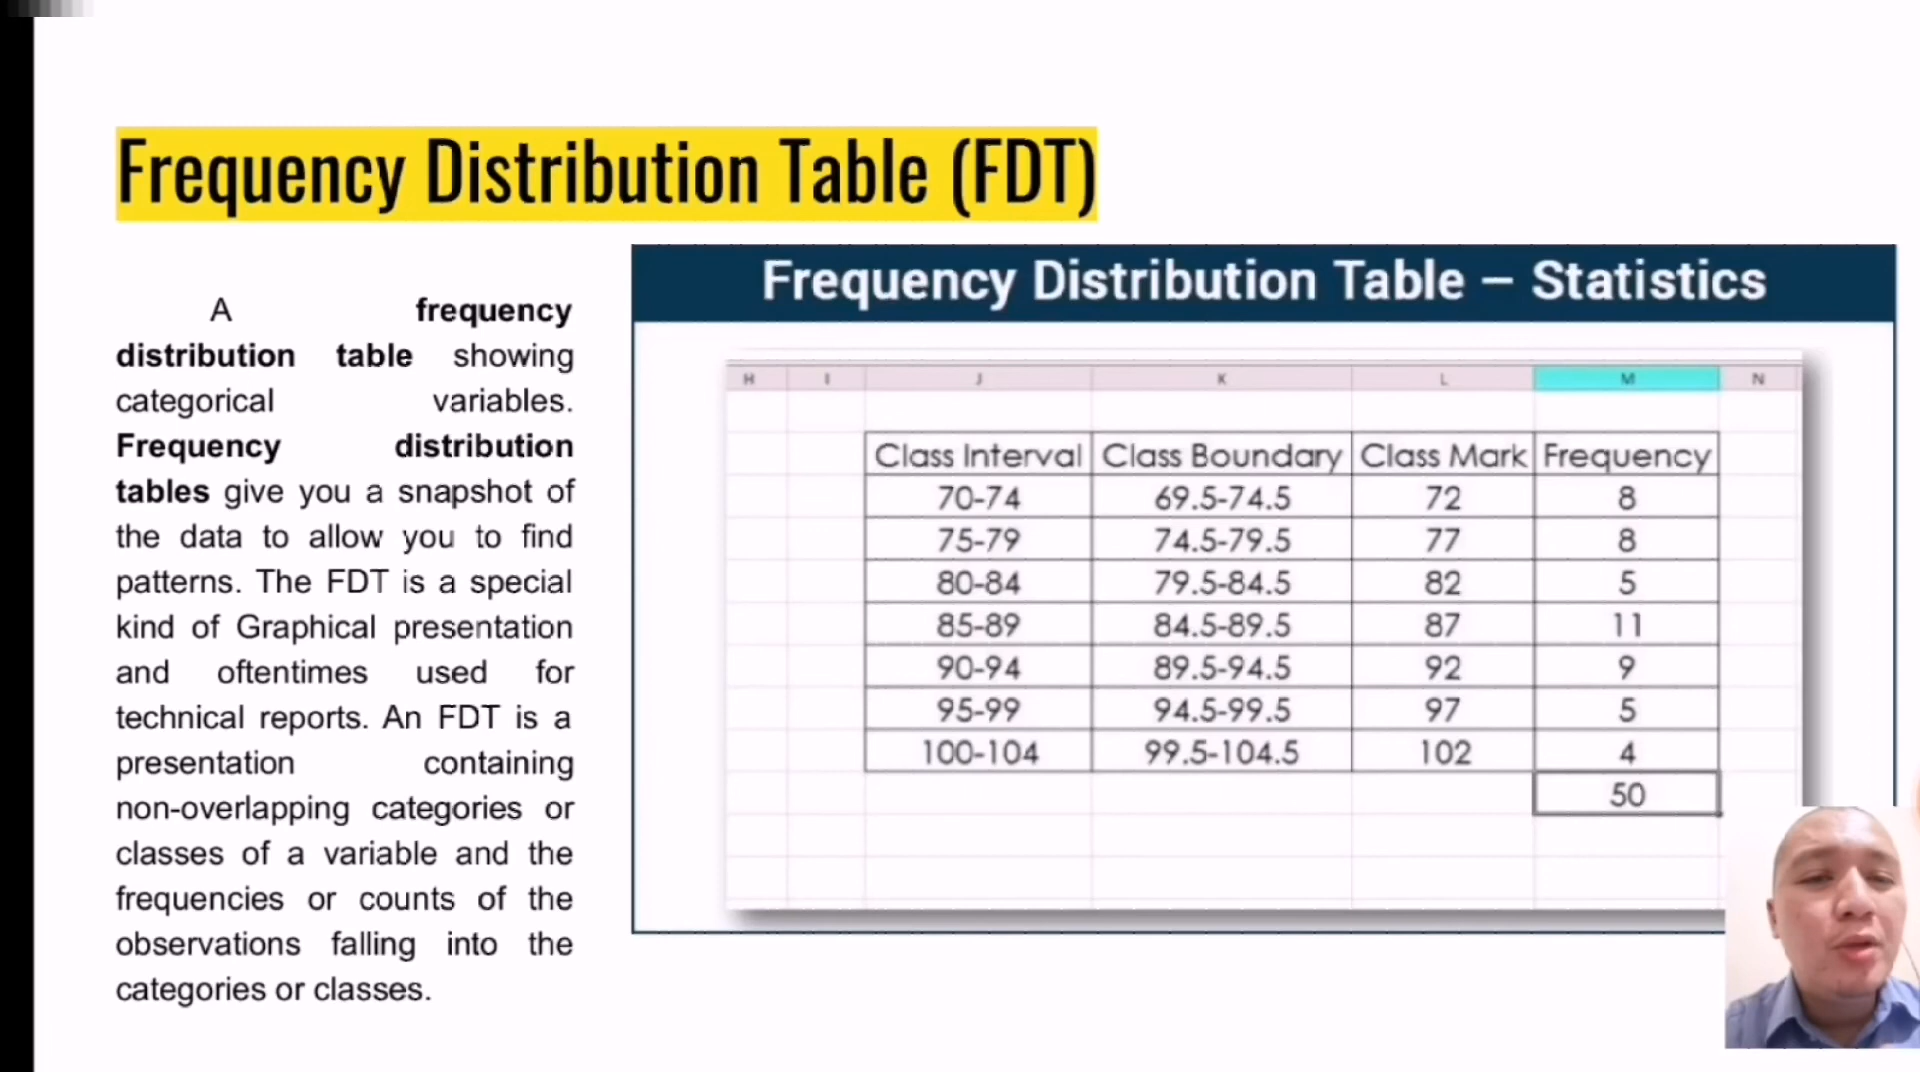 Frequency Distribution Table (FDT)
A frequency
distribution table showing
categorical variables.
Frequency distribution
tables give you a snapshot of
the data to allow you to find
patterns. The FDT is a special
kind of Graphical presentation
and oftentimes used for
technical reports. An FDT is a
presentation containing
non-overlapping categories or
classes of a variable and the
frequencies or counts of the
observations falling into the
categories or classes.
Frequency Distribution Table – Statistics
H I J K L M N
Class Interval Class Boundary Class Mark Frequency
70-74 69.5-74.5 72 8
75-79 74.5-79.5 77 8
80-84 79.5-84.5 82 5
85-89 84.5-89.5 87 11
90-94 89.5-94.5 92 9
95-99 94.5-99.5 97 5
100-104 99.5-104.5 102 4
50